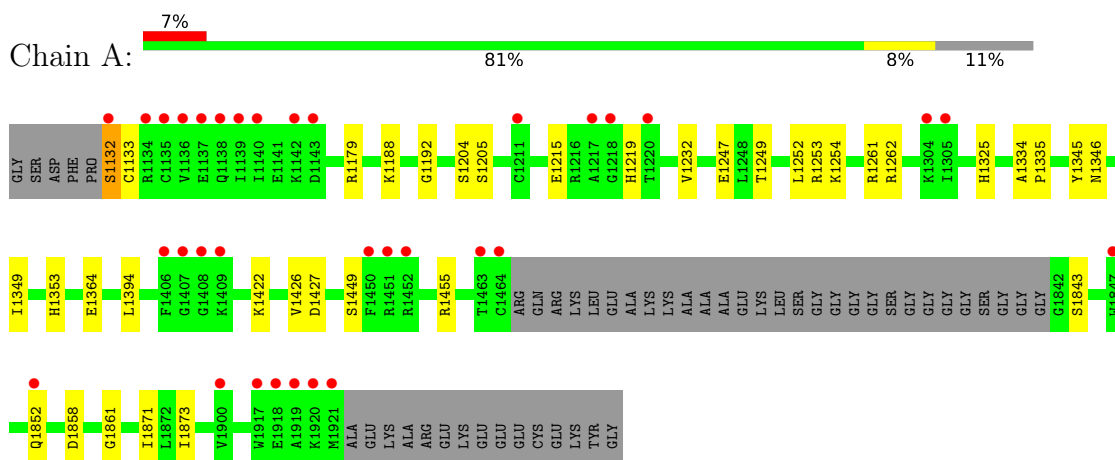 7%
Chain A:
81% 8% 11%
GLY SER ASP PHE PRO S1132 C1133 R1134 C1135 V1136 E1137 Q1138 I1139 I1140 E1141 K1142 D1143 R1179 K1188 G1192 S1204 S1205 C1211 E1215 R1216 A1217 G1218 H1219 T1220 V1232 E1247 L1248 T1249 L1252 R1253 K1254 R1261 R1262 K1304 I1305 H1325 A1334 P1335 Y1345 N1346
I1349 H1353 E1364 L1394 F1406 G1407 G1408 K1409 K1422 V1426 D1427 S1449 F1450 R1451 R1452 R1455 T1463 C1464 ARG GLN ARG LYS LEU GLU ALA LYS LYS ALA ALA ALA GLU LYS LEU SER GLY GLY GLY GLY SER GLY GLY GLY GLY SER GLY GLY GLY G1842 S1843 V1847
Q1852 D1858 G1861 I1871 L1872 I1873 V1900 W1917 E1918 A1919 K1920 M1921 ALA GLU LYS ALA ARG GLU LYS GLU GLU GLU CYS GLU LYS TYR GLY